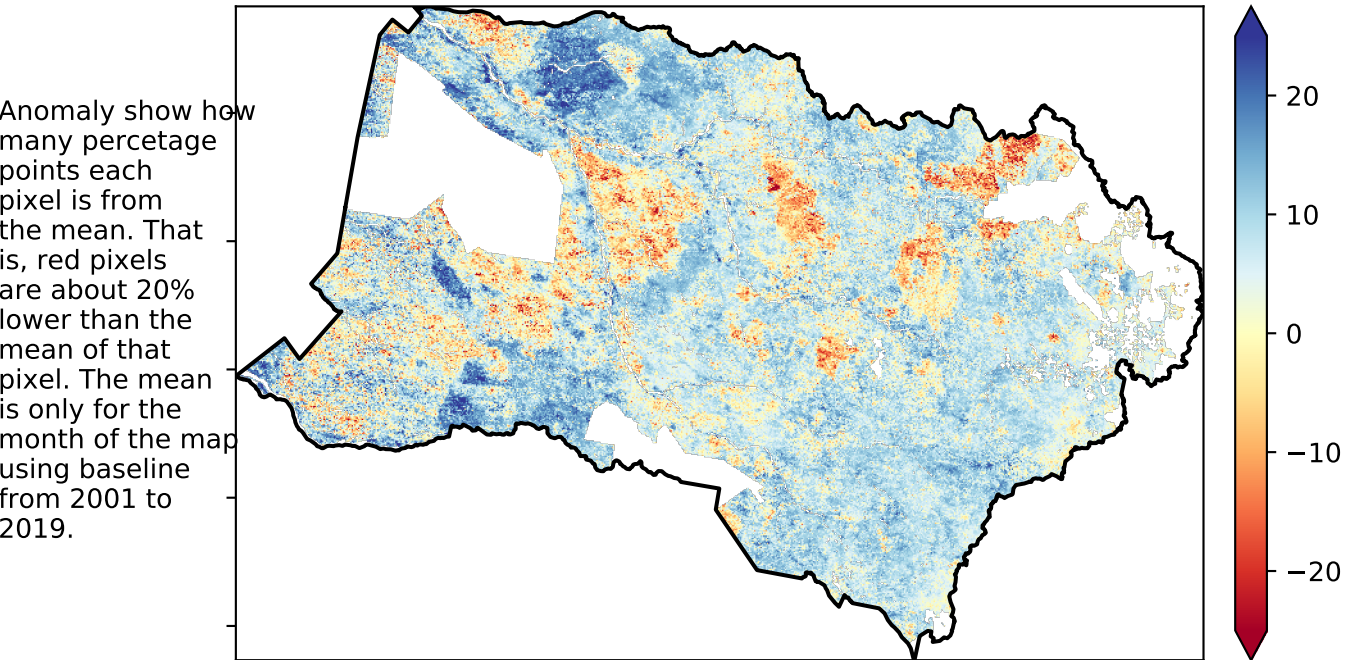 Anomaly show how
many percetage
points each
pixel is from
the mean. That
is, red pixels
are about 20%
lower than the
mean of that
pixel. The mean
is only for the
month of the map
using baseline
from 2001 to
2019.
20
10
0
−10
−20